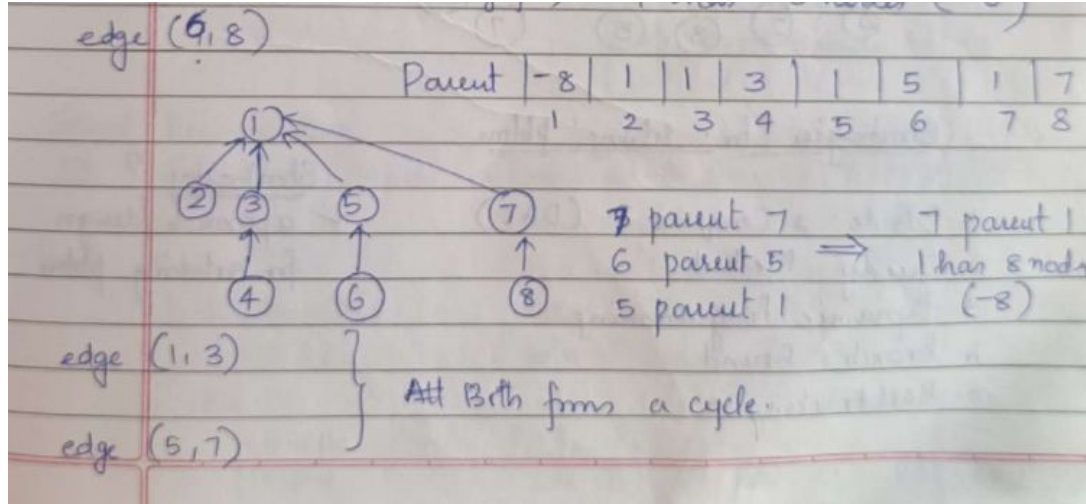 edge (6,8)
Parent | -8 | 1 | 1 | 3 | 1 | 5 | 1 | 7
1 2 3 4 5 6 7 8
1
2 3 5 7
4 6 8
7 parent 7
6 parent 5 ⇒ 7 parent 1
5 parent 1
1 has 8 nodes
(-8)
edge (1, 3)
edge (5,7)
Both forms a cycle.